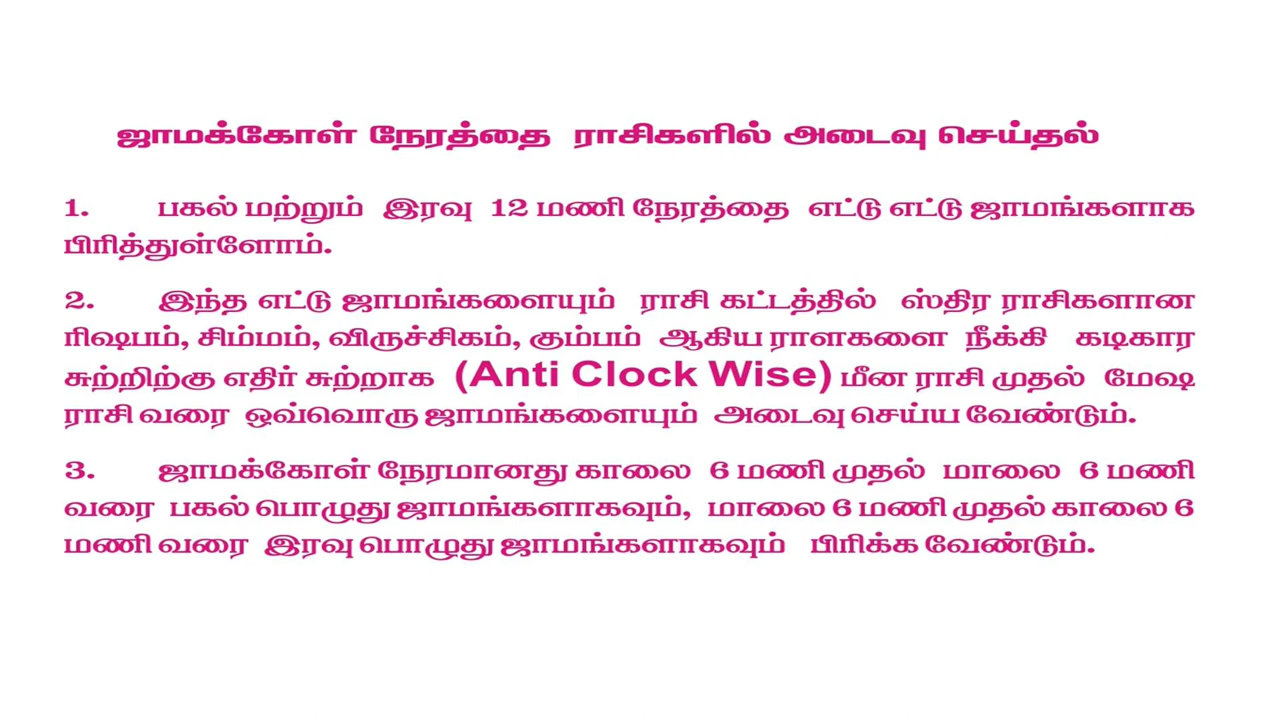 ஜாமக்கோள் நேரத்தை ராசிகளில் அடைவு செய்தல்
1. பகல் மற்றும் இரவு 12 மணி நேரத்தை எட்டு எட்டு ஜாமங்களாக
பிரித்துள்ளோம்.
2. இந்த எட்டு ஜாமங்களையும் ராசி கட்டத்தில் ஸ்திர ராசிகளான
ரிஷபம், சிம்மம், விருச்சிகம், கும்பம் ஆகிய ராளகளை நீக்கி கடிகார
சுற்றிற்கு எதிர் சுற்றாக (Anti Clock Wise) மீன ராசி முதல் மேஷ
ராசி வரை ஒவ்வொரு ஜாமங்களையும் அடைவு செய்ய வேண்டும்.
3. ஜாமக்கோள் நேரமானது காலை 6 மணி முதல் மாலை 6 மணி
வரை பகல் பொழுது ஜாமங்களாகவும், மாலை 6 மணி முதல் காலை 6
மணி வரை இரவு பொழுது ஜாமங்களாகவும் பிரிக்க வேண்டும்.